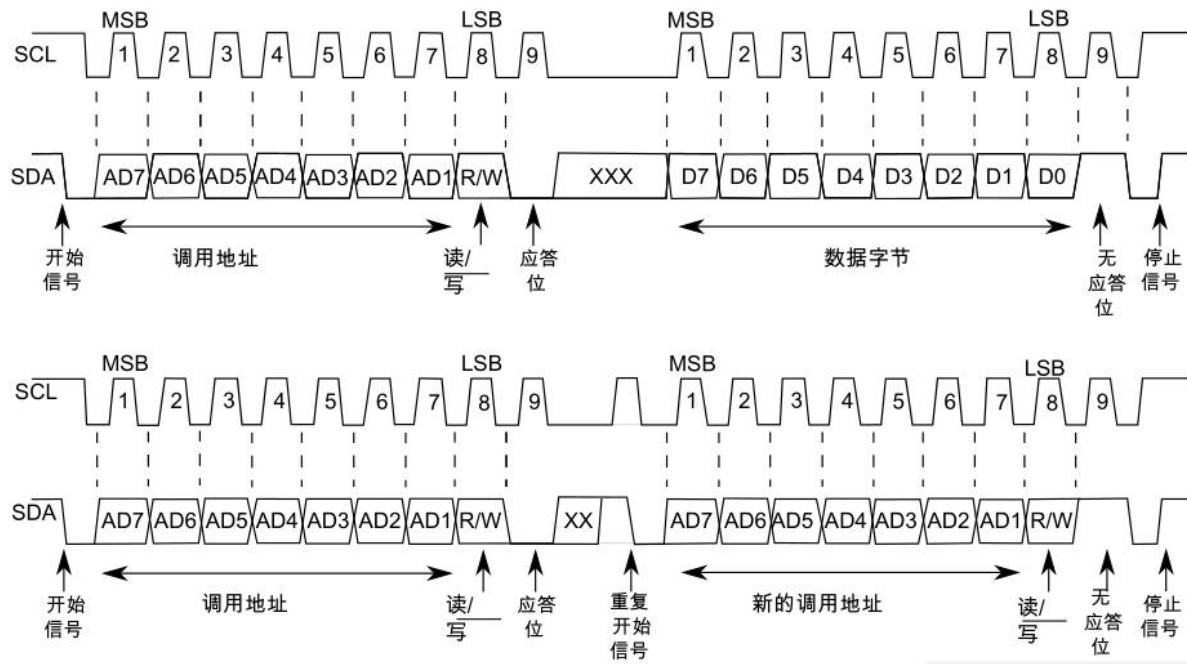 MSB LSB MSB LSB
SCL 1 2 3 4 5 6 7 8 9 1 2 3 4 5 6 7 8 9
SDA AD7 AD6 AD5 AD4 AD3 AD2 AD1 R/W XXX D7 D6 D5 D4 D3 D2 D1 D0
开始
信号
调用地址
读/
写
应答
位
数据字节
无
应答
位
停止
信号
MSB LSB MSB LSB
SCL 1 2 3 4 5 6 7 8 9 1 2 3 4 5 6 7 8 9
SDA AD7 AD6 AD5 AD4 AD3 AD2 AD1 R/W XX AD7 AD6 AD5 AD4 AD3 AD2 AD1 R/W
开始
信号
调用地址
读/
写
应答
位
重复
开始
信号
新的调用地址
读/
写
无
应答
位
停止
信号